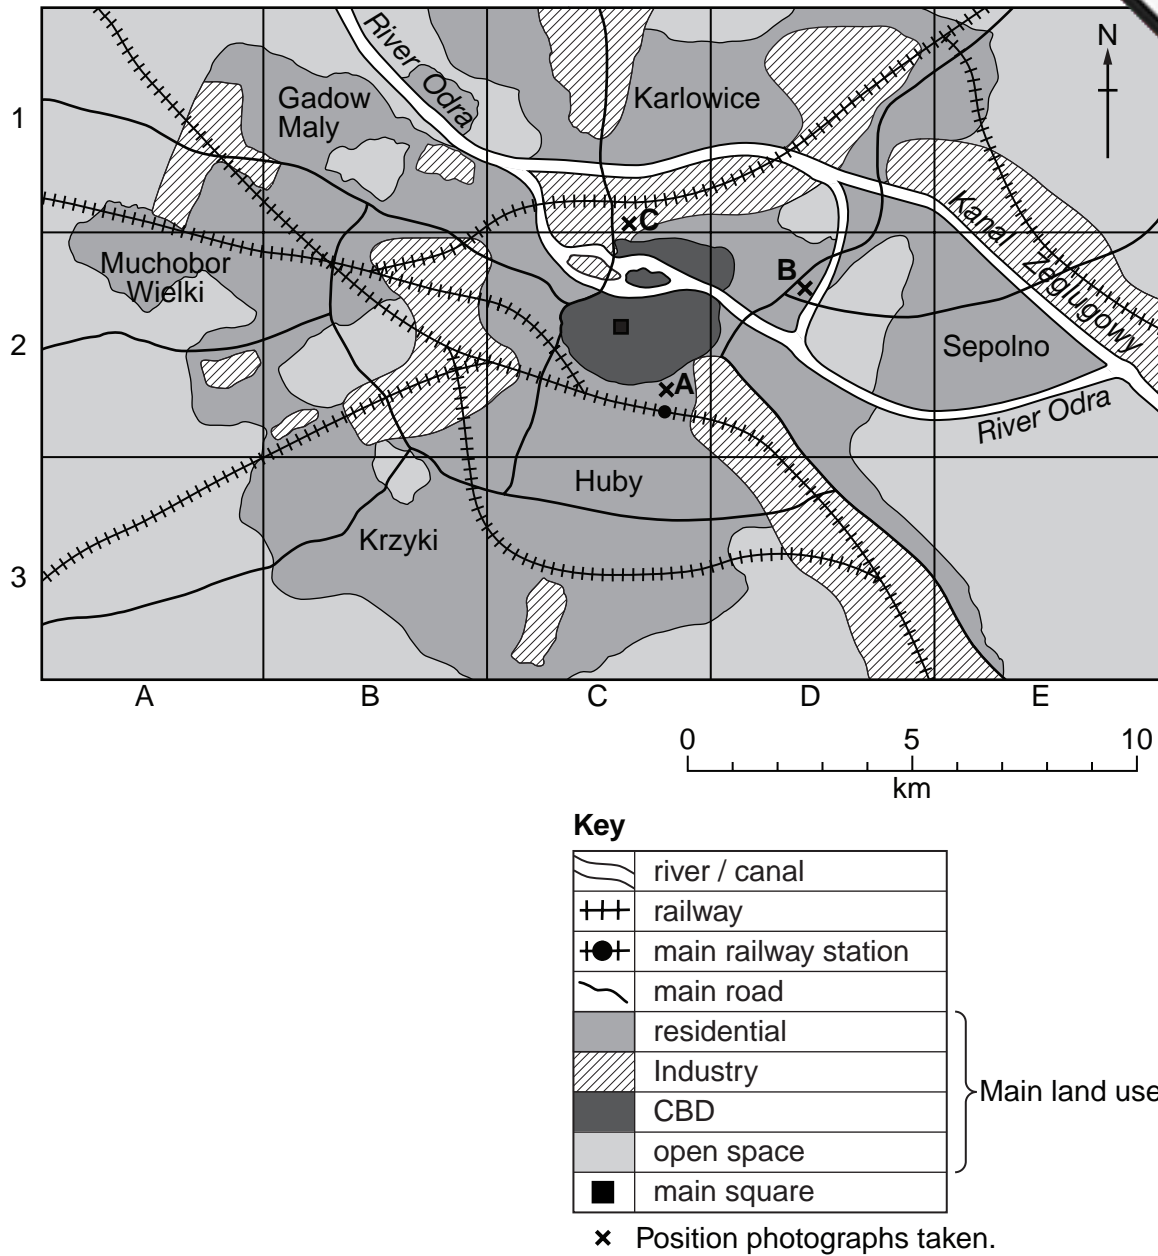 River Odra
N
Gadow
Maly
Karlowice
1
C
Kanal Zeglugowy
Muchobor
Wielki
B
2
Sepolno
A
River Odra
Huby
Krzyki
3
A B C D E
0 5 10
km
Key
river / canal
railway
main railway station
main road
residential
Industry
CBD
open space
main square
Main land use
Position photographs taken.